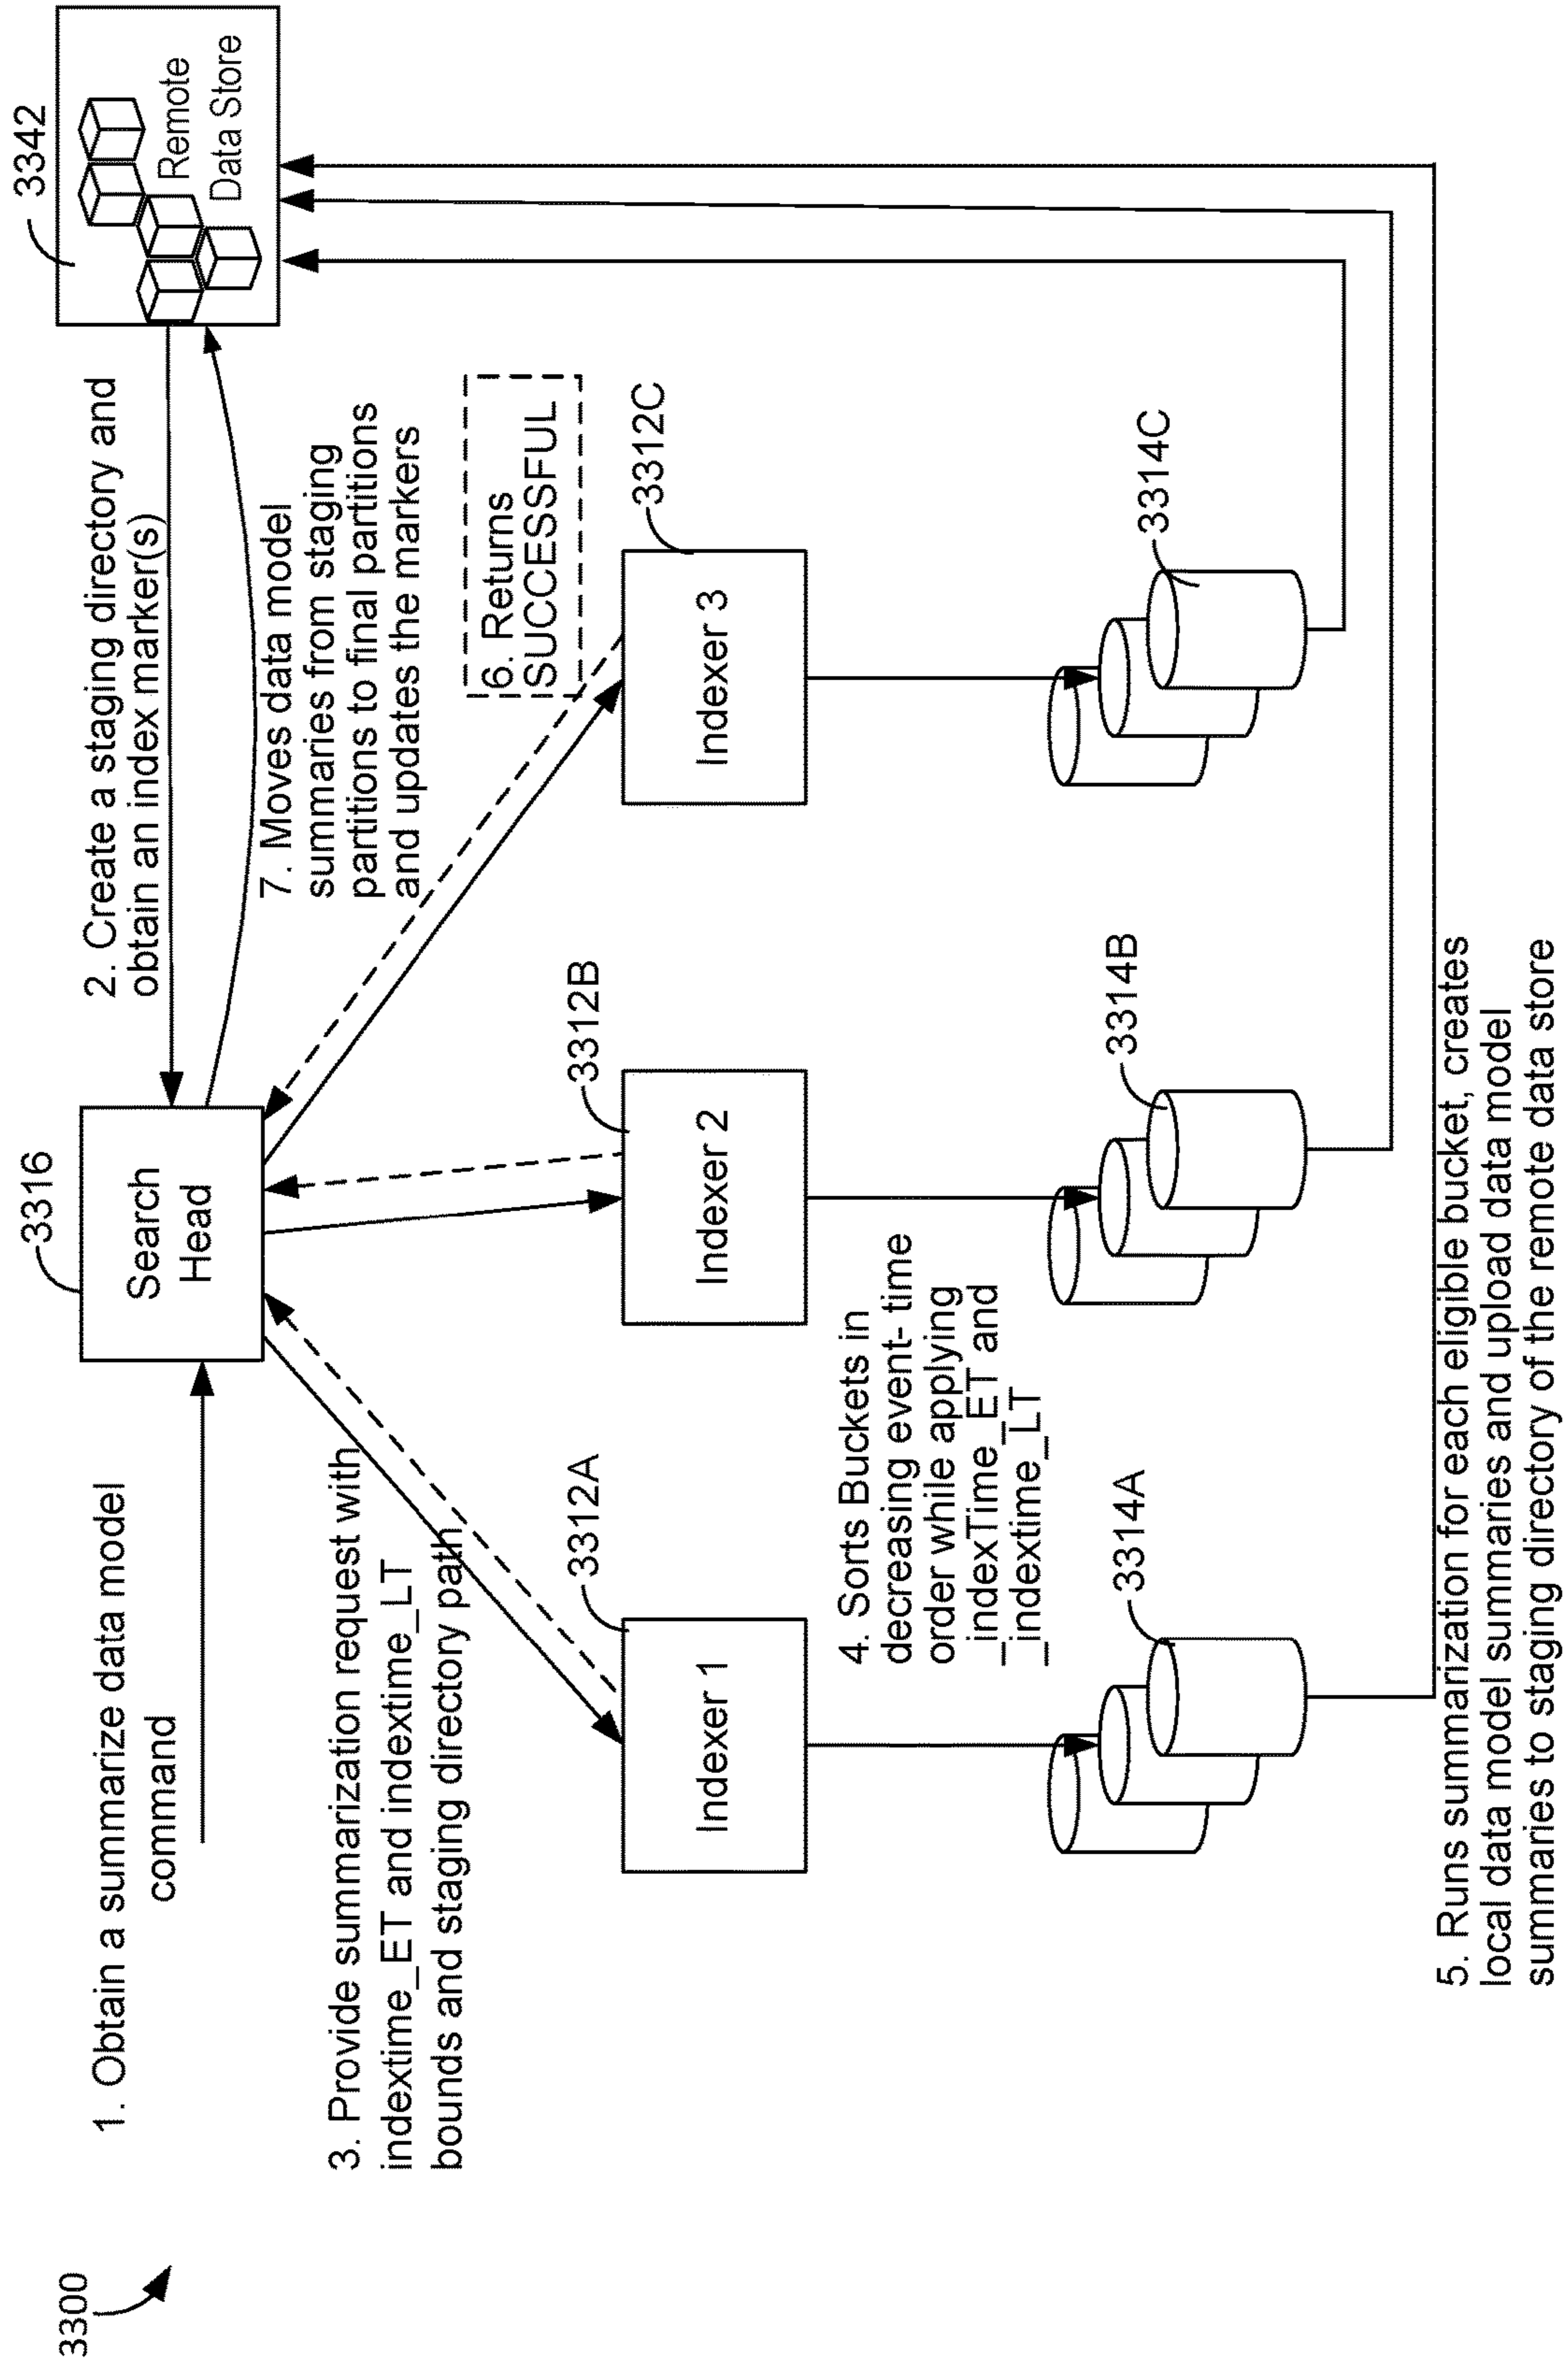 3300
1. Obtain a summarize data model
command
3316
Search
Head
2. Create a staging directory and
obtain an index marker(s)
3342
Remote
Data Store
3. Provide summarization request with
indextime_ET and indextime_LT
bounds and staging directory path
7. Moves data model
summaries from staging
partitions to final partitions
and updates the markers
6. Returns
SUCCESSFUL
3312A
Indexer 1
3312B
Indexer 2
3312C
Indexer 3
4. Sorts Buckets in
decreasing event- time
order while applying
_indexTime_ET and
_indextime_LT
3314A
3314B
3314C
5. Runs summarization for each eligible bucket, creates
local data model summaries and upload data model
summaries to staging directory of the remote data store